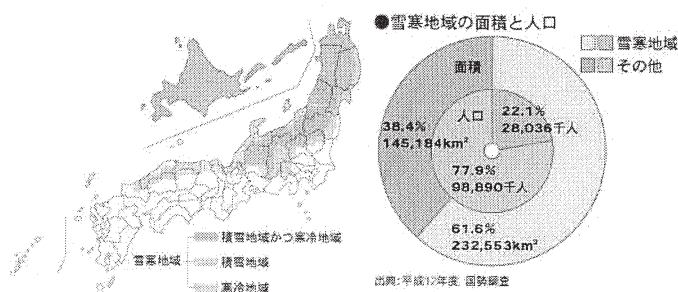 ●雪寒地域の面積と人口
雪寒地域
その他
面積
人口
22.1%
28,036千人
38.4%
145,184km²
77.9%
98,890千人
61.6%
232,553km²
積雪地域かつ寒冷地域
雪寒地域
積雪地域
寒冷地域
出典:平成12年度 国勢調査